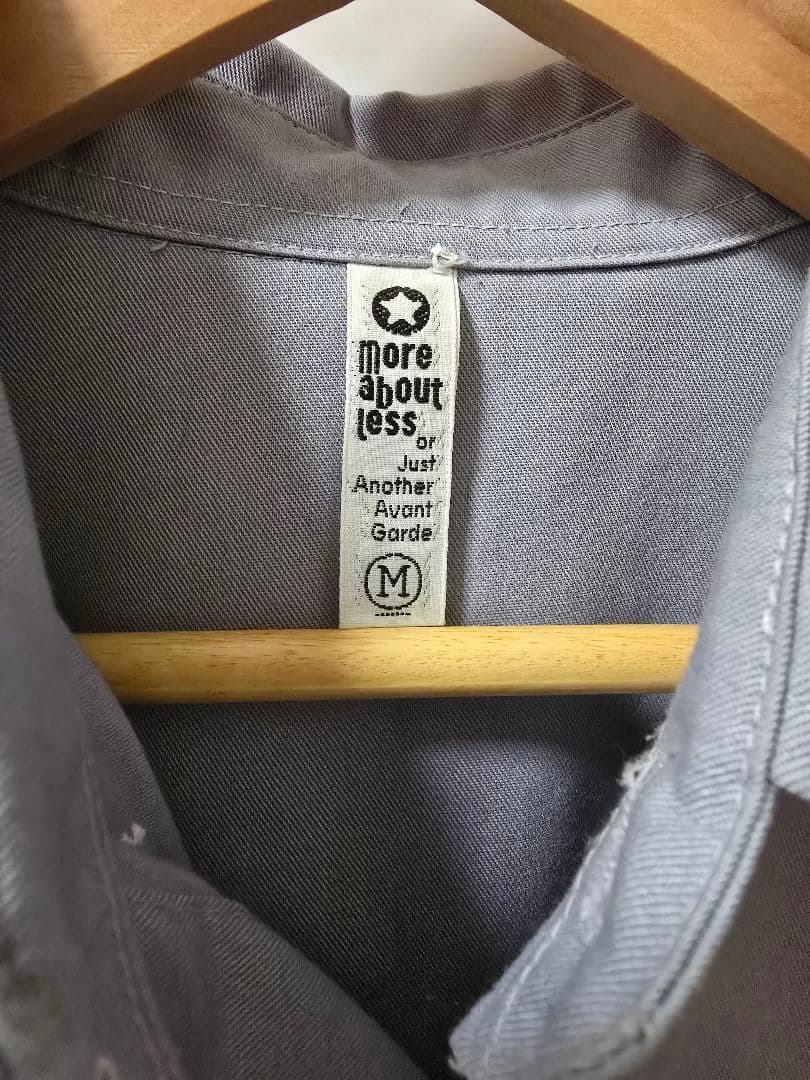 more
about
less
or
Just
Another
Avant
Garde
M